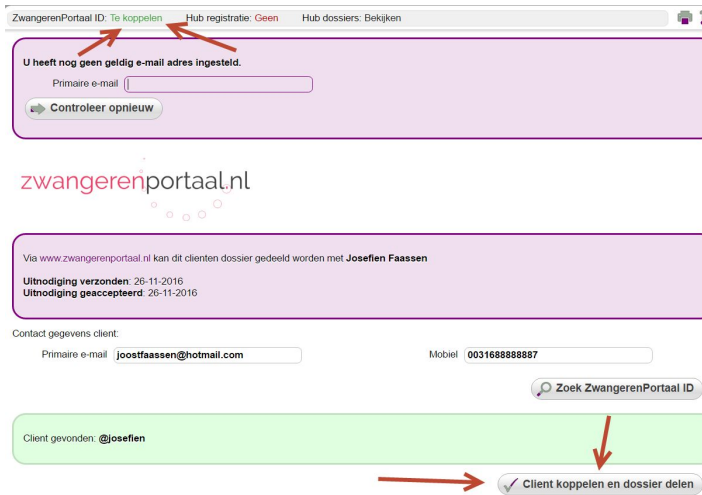 ZwangerenPortaal ID: Te koppelen Hub registratie: Geen Hub dossiers: Bekijken
U heeft nog geen geldig e-mail adres ingesteld.
Primaire e-mail
Controleer opnieuw
zwangerenportaal.nl
Via www.zwangerenportaal.nl kan dit clienten dossier gedeeld worden met Josefien Faassen
Uitnodiging verzonden: 26-11-2016
Uitnodiging geaccepteerd: 26-11-2016
Contact gegevens client:
Primaire e-mail joostfaassen@hotmail.com Mobiel 0031688888887
Zoek ZwangerenPortaal ID
Client gevonden: @josefien
Client koppelen en dossier delen